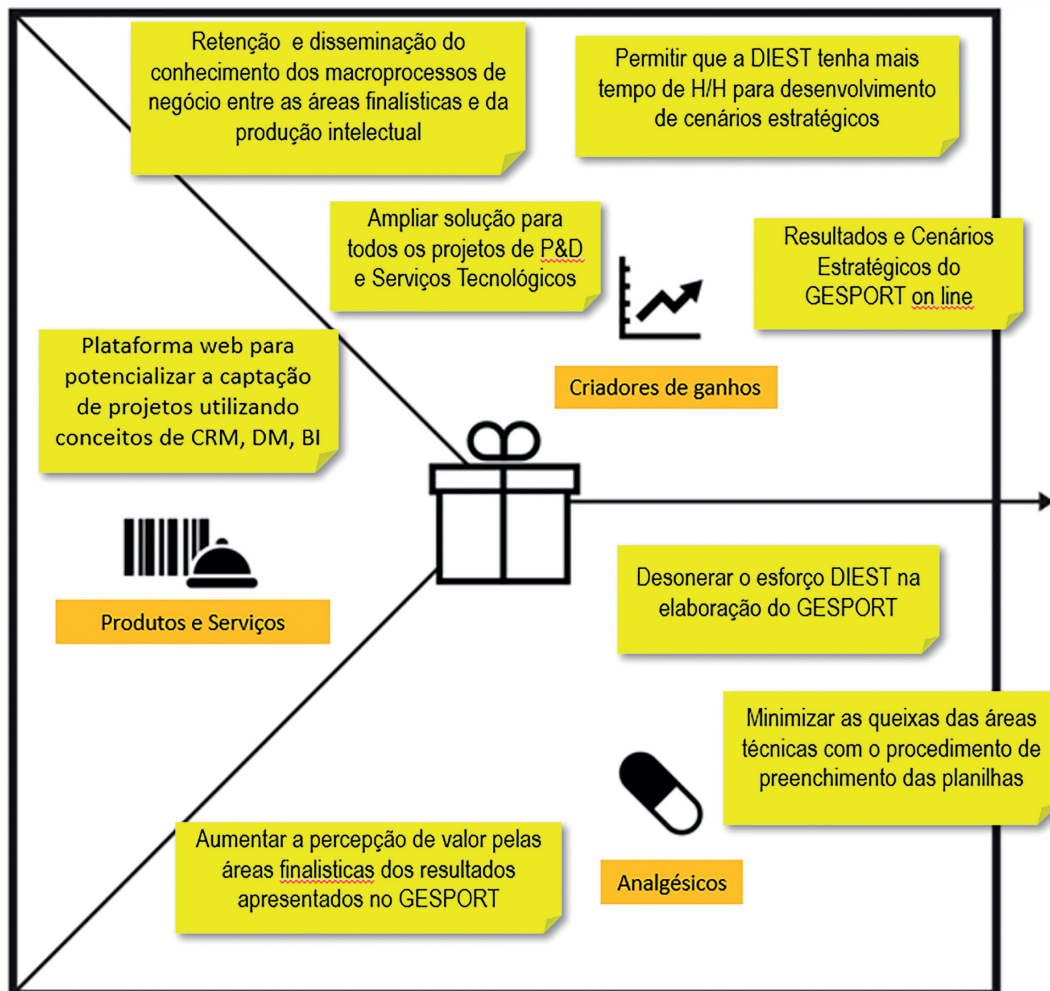 Retenção e disseminação do
conhecimento dos macroprocessos de
negócio entre as áreas finalísticas e da
produção intelectual
Permitir que a DIEST tenha mais
tempo de H/H para desenvolvimento
de cenários estratégicos
Ampliar solução para
todos os projetos de P&D
e Serviços Tecnológicos
Resultados e Cenários
Estratégicos do
GESPORT on line
Plataforma web para
potencializar a captação
de projetos utilizando
conceitos de CRM, DM, BI
Criadores de ganhos
Produtos e Serviços
Desonerar o esforço DIEST na
elaboração do GESPORT
Minimizar as queixas das áreas
técnicas com o procedimento de
preenchimento das planilhas
Aumentar a percepção de valor pelas
áreas finalisticas dos resultados
apresentados no GESPORT
Analgésicos